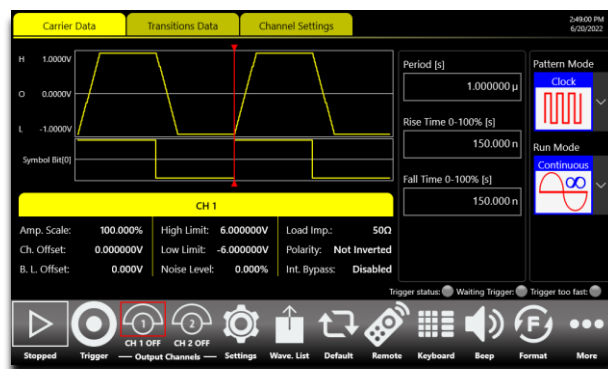 Carrier Data Transitions Data Channel Settings 2:49:00 PM
6/20/2022
H 1.0000V
O 0.0000V
L -1.0000V
Symbol Bit[0]
Period [s]
1.000000 µ
Rise Time 0-100% [s]
150.000 n
Fall Time 0-100% [s]
150.000 n
Pattern Mode
Clock
Run Mode
Continuous
∞
CH 1
Amp. Scale: 100.000% High Limit: 6.000000V Load Imp.: 50Ω
Ch. Offset: 0.000000V Low Limit: -6.000000V Polarity: Not Inverted
B. L. Offset: 0.000V Noise Level: 0.000% Int. Bypass: Disabled
Trigger status: Waiting Trigger: Trigger too fast:
1 2 F
CH 1 OFF CH 2 OFF
Stopped Trigger Output Channels Settings Wave. List Default Remote Keyboard Beep Format More